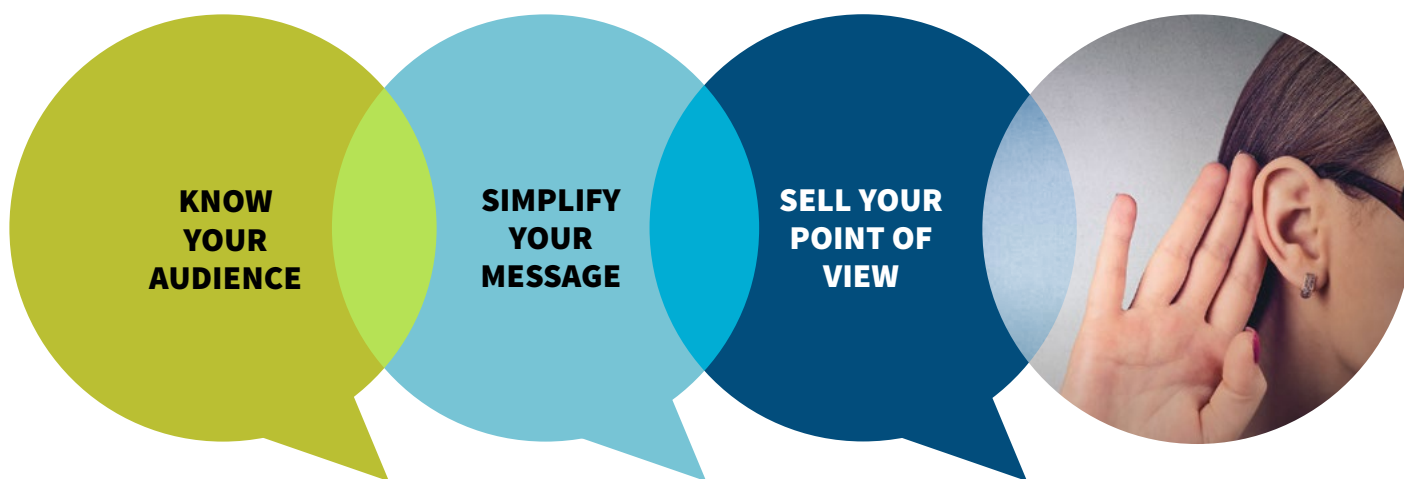 KNOW
YOUR
AUDIENCE
SIMPLIFY
YOUR
MESSAGE
SELL YOUR
POINT OF
VIEW